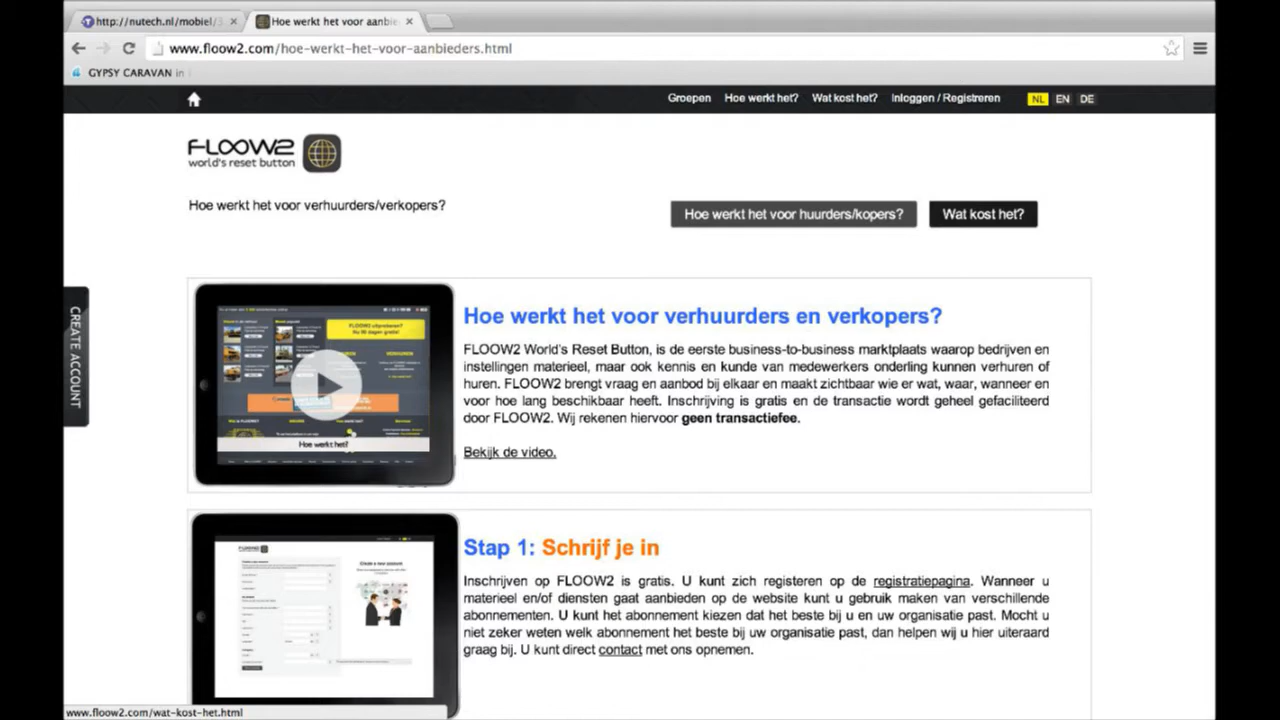 http://nutech.nl/mobiel/3
Hoe werkt het voor aanbie
www.floow2.com/hoe-werkt-het-voor-aanbieders.html
GYPSY CARAVAN in
Groepen Hoe werkt het? Wat kost het? Inloggen / Registreren NL EN DE
FLOOW2
world's reset button
Hoe werkt het voor verhuurders/verkopers?
Hoe werkt het voor huurders/kopers? Wat kost het?
CREATE ACCOUNT
Hoe werkt het?
Hoe werkt het voor verhuurders en verkopers?
FLOOW2 World's Reset Button, is de eerste business-to-business marktplaats waarop bedrijven en
instellingen materieel, maar ook kennis en kunde van medewerkers onderling kunnen verhuren of
huren. FLOOW2 brengt vraag en aanbod bij elkaar en maakt zichtbaar wie er wat, waar, wanneer en
voor hoe lang beschikbaar heeft. Inschrijving is gratis en de transactie wordt geheel gefaciliteerd
door FLOOW2. Wij rekenen hiervoor geen transactiefee.
Bekijk de video.
Stap 1: Schrijf je in
Inschrijven op FLOOW2 is gratis. U kunt zich registeren op de registratiepagina. Wanneer u
materieel en/of diensten gaat aanbieden op de website kunt u gebruik maken van verschillende
abonnementen. U kunt het abonnement kiezen dat het beste bij u en uw organisatie past. Mocht u
niet zeker weten welk abonnement het beste bij uw organisatie past, dan helpen wij u hier uiteraard
graag bij. U kunt direct contact met ons opnemen.
www.floow2.com/wat-kost-het.html